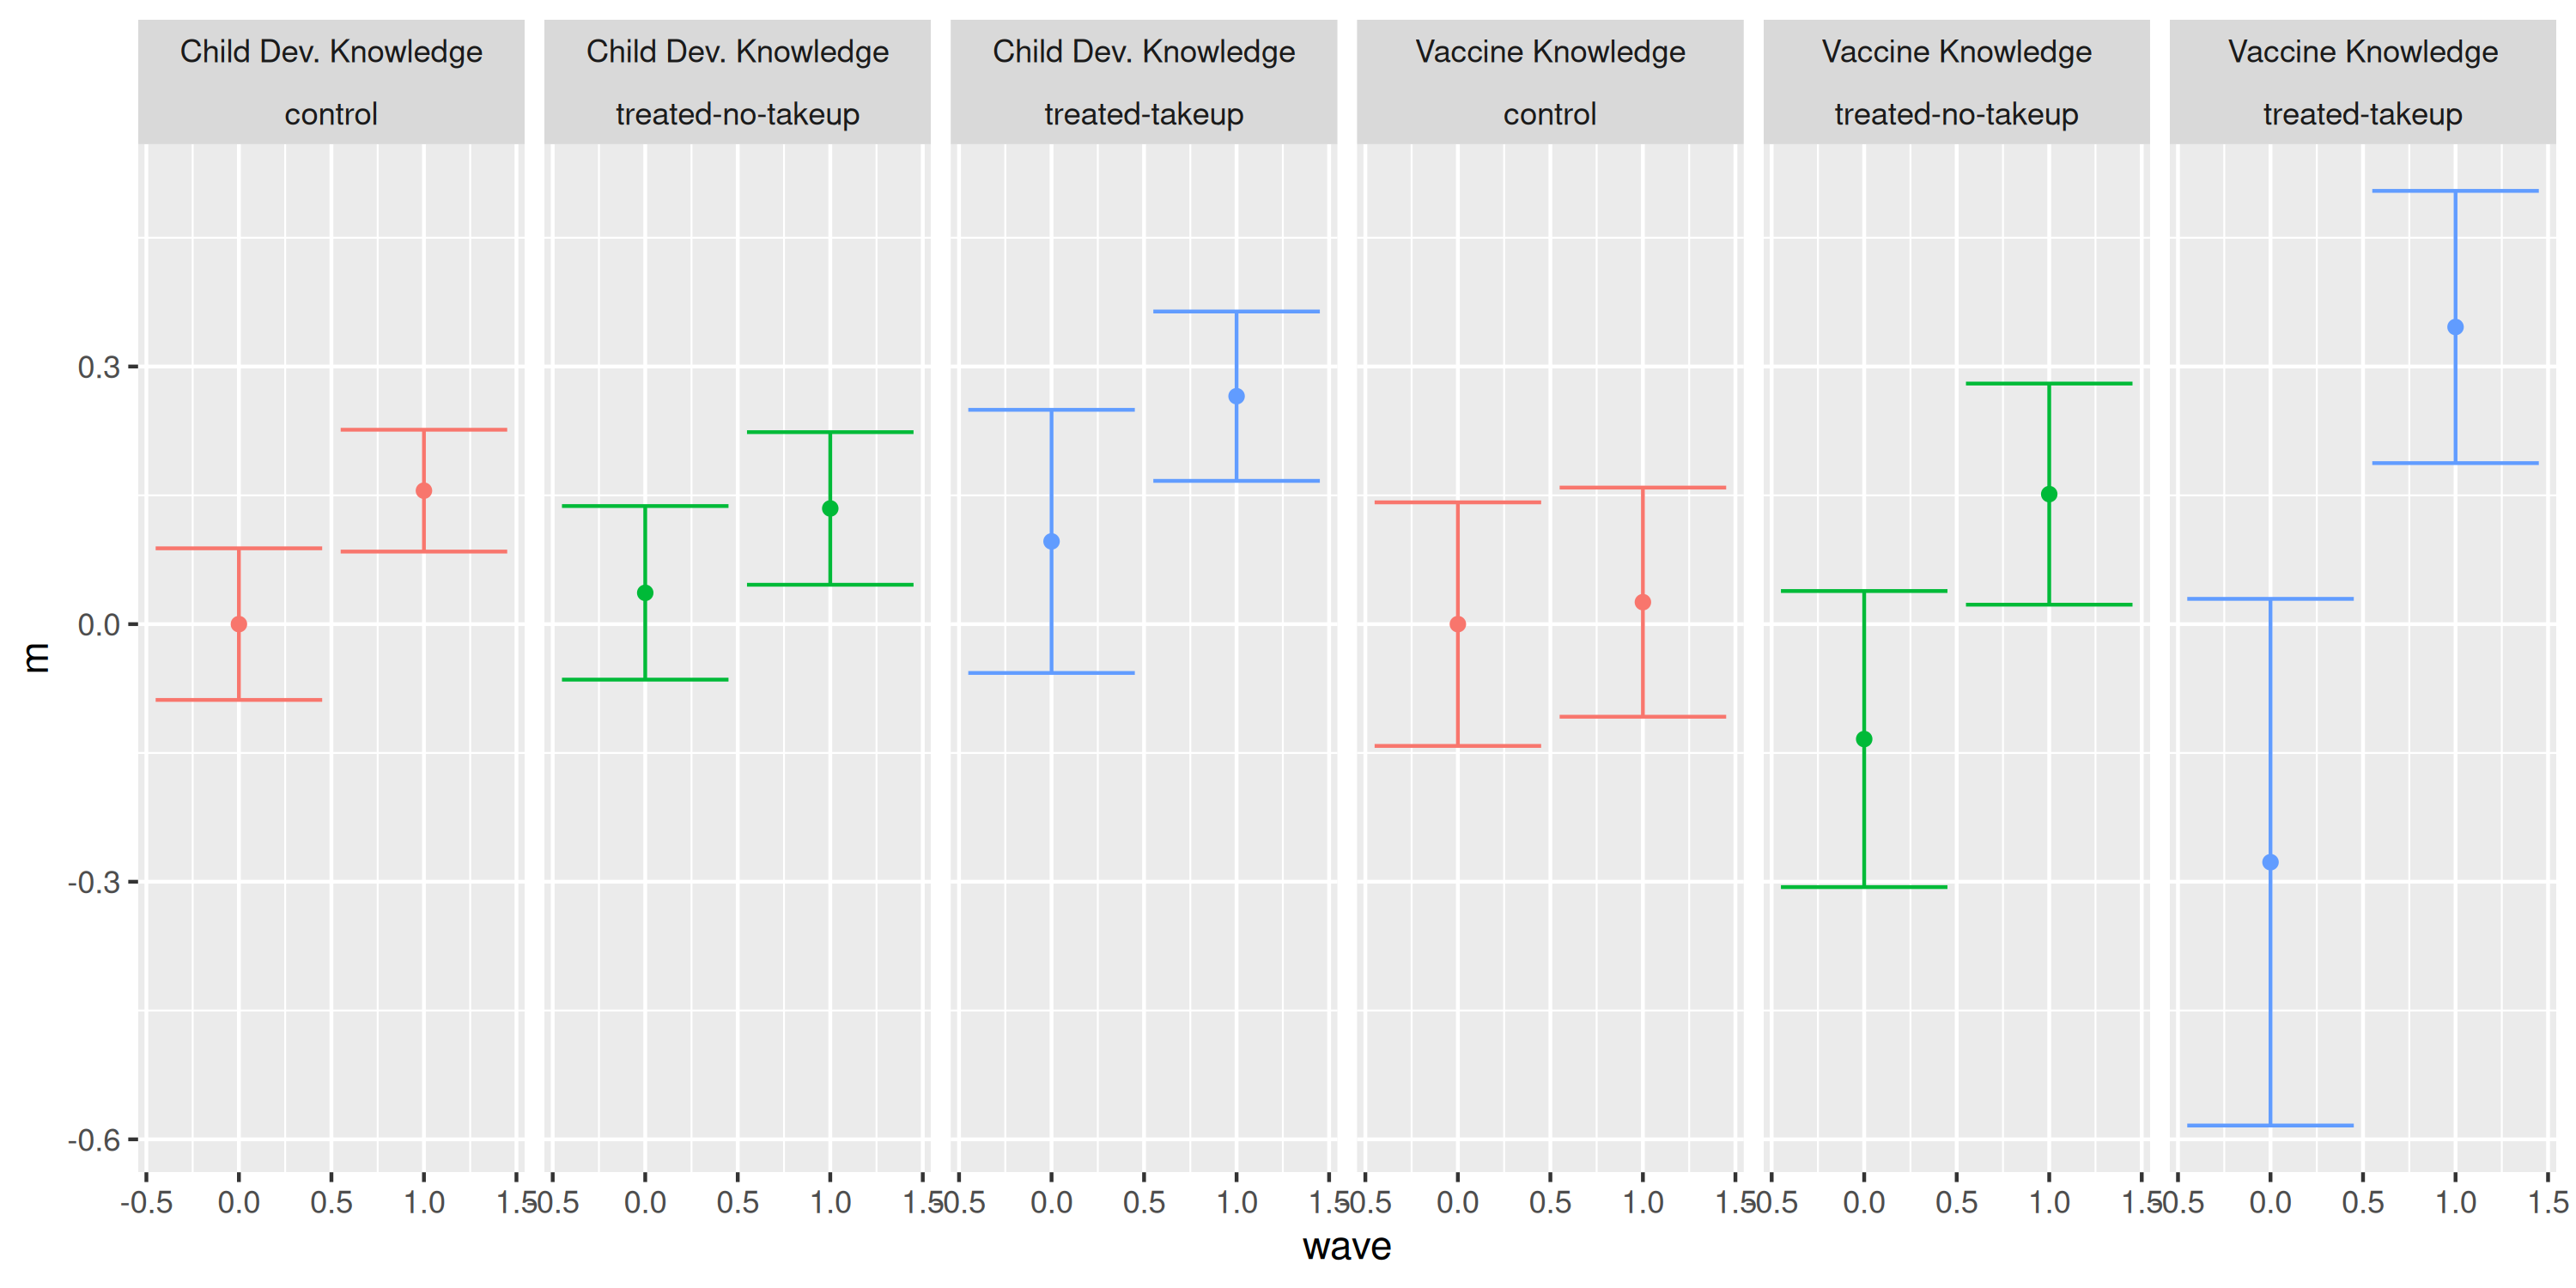 Child Dev. Knowledge
control
Child Dev. Knowledge
treated-no-takeup
Child Dev. Knowledge
treated-takeup
Vaccine Knowledge
control
Vaccine Knowledge
treated-no-takeup
Vaccine Knowledge
treated-takeup
m
0.3
0.0
-0.3
-0.6
-0.5 0.0 0.5 1.0 1.5
-0.5 0.0 0.5 1.0 1.5
-0.5 0.0 0.5 1.0 1.5
-0.5 0.0 0.5 1.0 1.5
-0.5 0.0 0.5 1.0 1.5
-0.5 0.0 0.5 1.0 1.5
wave